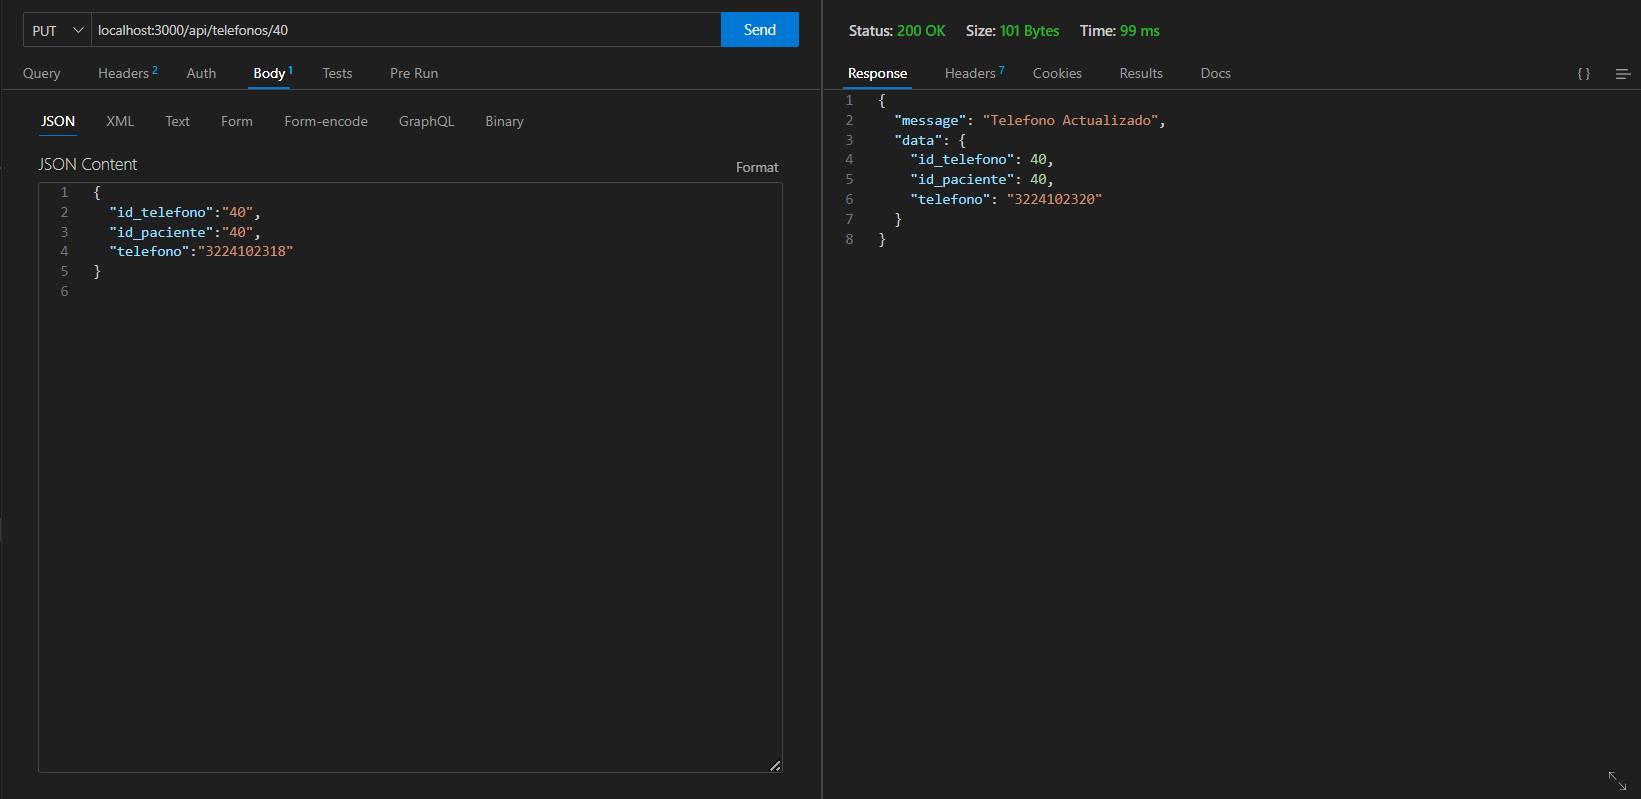 PUT localhost:3000/api/telefonos/40 Send
Query Headers 2 Auth Body 1 Tests Pre Run
JSON XML Text Form Form-encode GraphQL Binary
JSON Content Format
1 {
2 "id_telefono":"40",
3 "id_paciente":"40",
4 "telefono":"3224102318"
5 }
6
Status: 200 OK Size: 101 Bytes Time: 99 ms
Response Headers 7 Cookies Results Docs { }
1 {
2 "message": "Telefono Actualizado",
3 "data": {
4 "id_telefono": 40,
5 "id_paciente": 40,
6 "telefono": "3224102320"
7 }
8 }